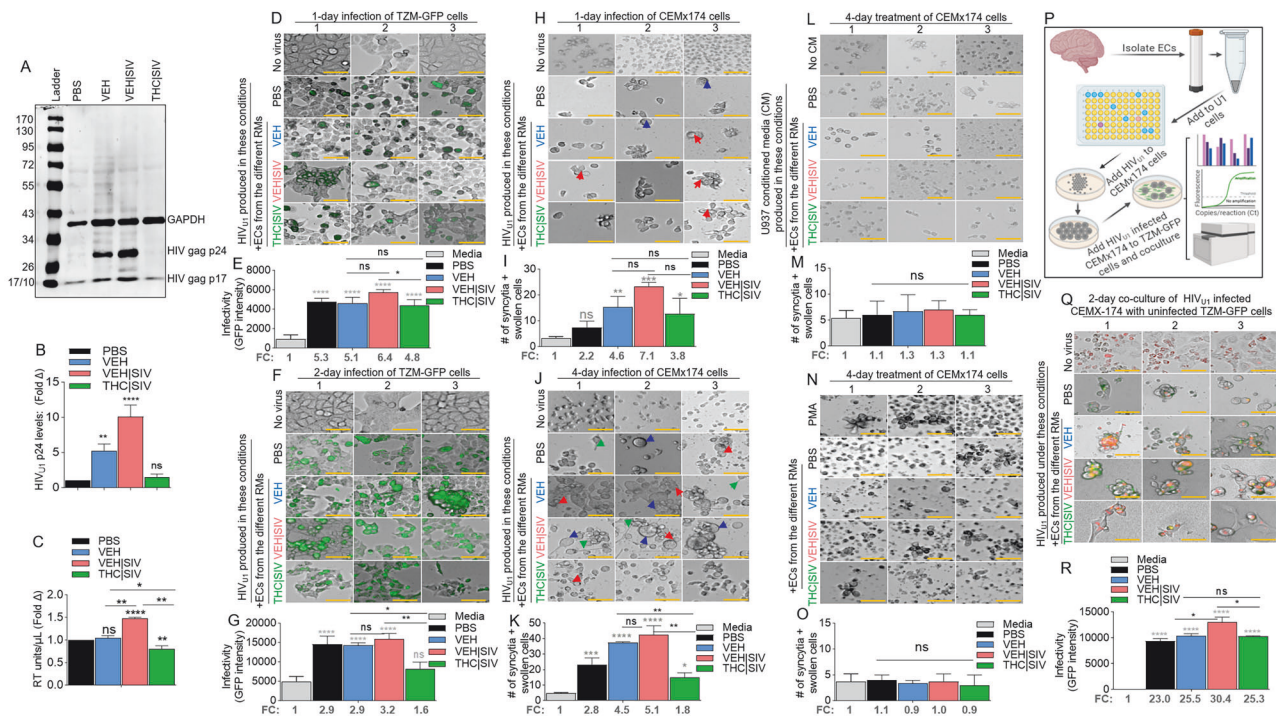 A
Ladder
PBS
VEH
VEH|SIV
THC|SIV
170
130
95
72
55
43
34
26
17/10
GAPDH
HIV gag p24
HIV gag p17
B
PBS
VEH
VEH|SIV
THC|SIV
HIVU1 p24 levels: (Fold Δ)
15
10
5
0
**
****
ns
C
PBS
VEH
VEH|SIV
THC|SIV
RT units/µL (Fold Δ)
2.0
1.5
1.0
0.5
0.0
*
**
**
ns
****
**
D
1-day infection of TZM-GFP cells
1 2 3
No virus
PBS
VEH
VEH|SIV
THC|SIV
HIVU1 produced in these conditions
+ECs from the different RMs
E
Infectivity
(GFP intensity)
8000
6000
4000
2000
0
ns
ns
*
**** **** **** ****
FC: 1 5.3 5.1 6.4 4.8
Media
PBS
VEH
VEH|SIV
THC|SIV
F
2-day infection of TZM-GFP cells
1 2 3
No virus
PBS
VEH
VEH|SIV
THC|SIV
HIVU1 produced in these conditions
+ECs from the different RMs
G
Infectivity
(GFP intensity)
20000
15000
10000
5000
0
*
ns
**
**** **** **** ns
FC: 1 2.9 2.9 3.2 1.6
Media
PBS
VEH
VEH|SIV
THC|SIV
H
1-day infection of CEMx174 cells
1 2 3
No virus
PBS
VEH
VEH|SIV
THC|SIV
HIVU1 produced in these conditions
+ECs from the different RMs
I
# of syncytia +
swollen cells
40
30
20
10
0
ns
ns
ns
ns ** *** *
FC: 1 2.2 4.6 7.1 3.8
Media
PBS
VEH
VEH|SIV
THC|SIV
J
4-day infection of CEMx174 cells
1 2 3
No virus
PBS
VEH
VEH|SIV
THC|SIV
HIVU1 produced in these conditions
+ECs from the different RMs
K
# of syncytia +
swollen cells
50
40
30
20
10
0
**
ns
**
*** **** **** *
FC: 1 2.8 4.5 5.1 1.8
Media
PBS
VEH
VEH|SIV
THC|SIV
L
4-day treatment of CEMx174 cells
1 2 3
No CM
PBS
VEH
VEH|SIV
THC|SIV
U937 conditioned media (CM)
produced in these conditions
+ECs from the different RMs
M
# of syncytia +
swollen cells
15
10
5
0
ns
FC: 1 1.1 1.3 1.3 1.1
Media
PBS
VEH
VEH|SIV
THC|SIV
N
4-day treatment of CEMx174 cells
1 2 3
PMA
PBS
VEH
VEH|SIV
THC|SIV
+ECs from the different RMs
O
# of syncytia +
swollen cells
10
8
6
4
2
0
ns
FC: 1 1.1 0.9 1.0 0.9
Media
PBS
VEH
VEH|SIV
THC|SIV
P
Isolate ECs
Add to U1
cells
Add HIVU1 to
CEMx174 cells
Add HIVU1 infected
CEMx174 to TZM-GFP
cells and coculture
Fluorescence
Amplification
No amplification
Copies/reaction (Ct)
Q
2-day co-culture of HIVU1 infected
CEMX-174 with uninfected TZM-GFP cells
1 2 3
No virus
PBS
VEH
VEH|SIV
THC|SIV
HIVU1 produced under these conditions
+ECs from the different RMs
R
PBS
VEH
VEH|SIV
THC|SIV
Infectivity
(GFP intensity)
15000
10000
5000
0
ns
*
*
**** **** **** ****
FC: 1 23.0 25.5 30.4 25.3